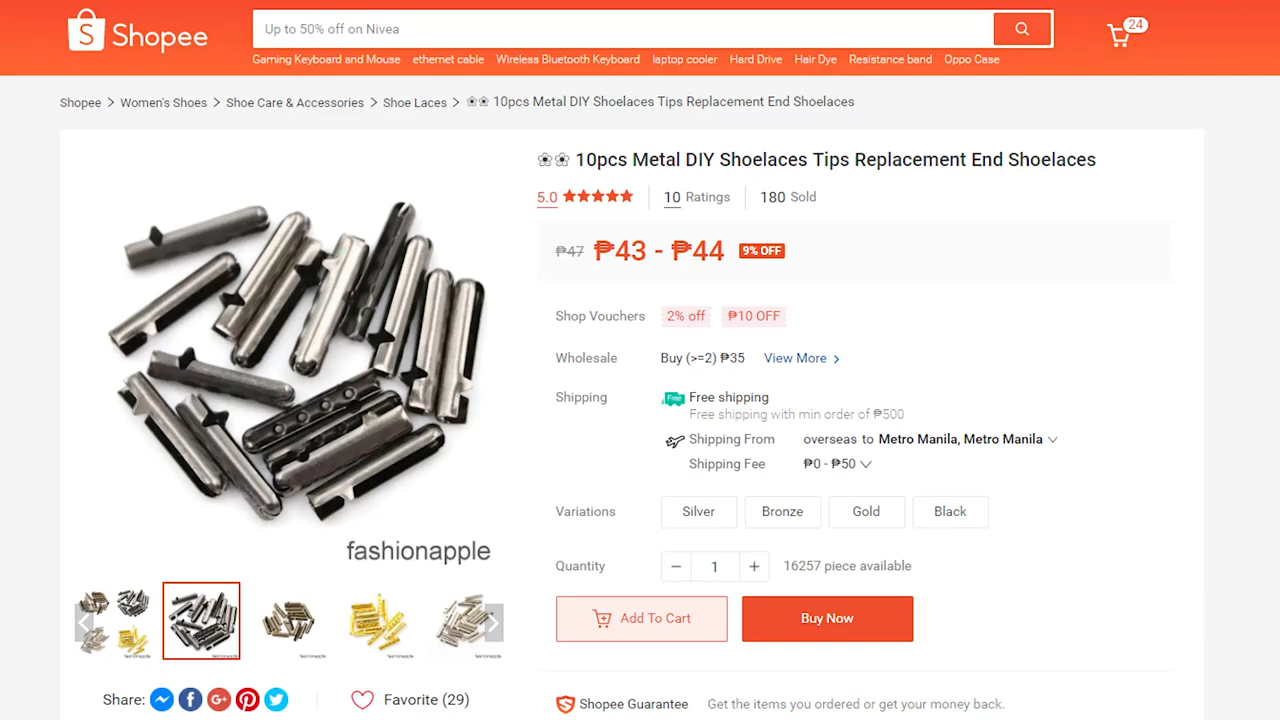 Shopee
Up to 50% off on Nivea
24
Gaming Keyboard and Mouse ethernet cable Wireless Bluetooth Keyboard laptop cooler Hard Drive Hair Dye Resistance band Oppo Case
Shopee > Women's Shoes > Shoe Care & Accessories > Shoe Laces > ❀❀ 10pcs Metal DIY Shoelaces Tips Replacement End Shoelaces
❀❀ 10pcs Metal DIY Shoelaces Tips Replacement End Shoelaces
5.0 ★★★★★ 10 Ratings 180 Sold
₱47 ₱43 - ₱44 9% OFF
Shop Vouchers 2% off ₱10 OFF
Wholesale Buy (>=2) ₱35 View More >
Shipping Free Free shipping
Free shipping with min order of ₱500
Shipping From overseas to Metro Manila, Metro Manila
Shipping Fee ₱0 - ₱50
Variations Silver Bronze Gold Black
fashionapple
Quantity − 1 + 16257 piece available
Add To Cart Buy Now
Share: Favorite (29)
Shopee Guarantee Get the items you ordered or get your money back.